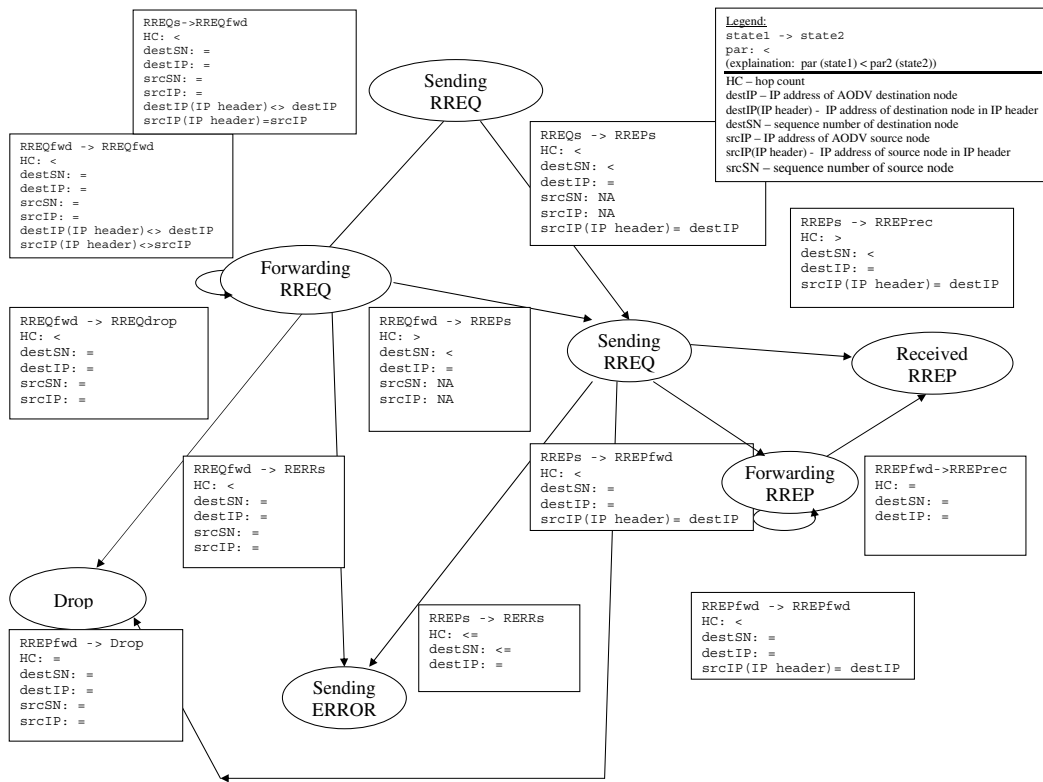 RREQs->RREQfwd
HC: <
destSN: =
destIP: =
srcSN: =
srcIP: =
destIP(IP header)<> destIP
srcIP(IP header)=srcIP
Sending
RREQ
Legend:
state1 -> state2
par: <
(explaination: par (state1) < par2 (state2))
HC – hop count
destIP – IP address of AODV destination node
destIP(IP header) - IP address of destination node in IP header
destSN – sequence number of destination node
srcIP – IP address of AODV source node
srcIP(IP header) - IP address of source node in IP header
srcSN – sequence number of source node
RREQfwd -> RREQfwd
HC: <
destSN: =
destIP: =
srcSN: =
srcIP: =
destIP(IP header)<> destIP
srcIP(IP header)<>srcIP
RREQs -> RREPs
HC: <
destSN: <
destIP: =
srcSN: NA
srcIP: NA
srcIP(IP header)= destIP
RREPs -> RREPrec
HC: >
destSN: <
destIP: =
srcIP(IP header)= destIP
Forwarding
RREQ
RREQfwd -> RREQdrop
HC: <
destSN: =
destIP: =
srcSN: =
srcIP: =
RREQfwd -> RREPs
HC: >
destSN: <
destIP: =
srcSN: NA
srcIP: NA
Sending
RREQ
Received
RREP
RREQfwd -> RERRs
HC: <
destSN: =
destIP: =
srcSN: =
srcIP: =
RREPs -> RREPfwd
HC: <
destSN: =
destIP: =
srcIP(IP header)= destIP
Forwarding
RREP
RREPfwd->RREPrec
HC: =
destSN: =
destIP: =
Drop
RREPfwd -> Drop
HC: =
destSN: =
destIP: =
srcSN: =
srcIP: =
Sending
ERROR
RREPs -> RERRs
HC: <=
destSN: <=
destIP: =
RREPfwd -> RREPfwd
HC: <
destSN: =
destIP: =
srcIP(IP header)= destIP